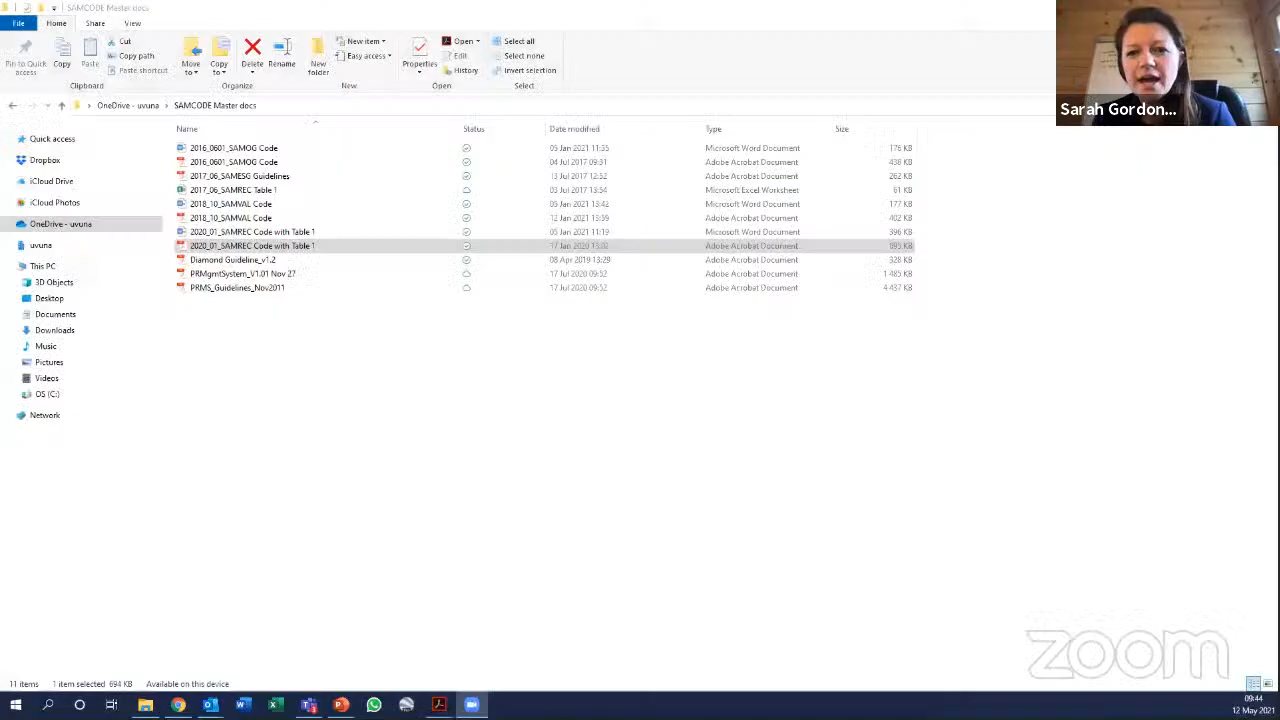 SAMCODE Master docs
File Home Share View
Pin to Quick access
Copy
Paste
Cut
Copy path
Paste shortcut
Move to
Copy to
Delete
Rename
New folder
New item
Easy access
Properties
Open
Edit
History
Select all
Select none
Invert selection
Clipboard Organize New Open Select
OneDrive - uvuna > SAMCODE Master docs
Sarah Gordon...
Name Status Date modified Type Size
2016_0601_SAMOG Code 05 Jan 2021 11:35 Microsoft Word Document 176 KB
2016_0601_SAMOG Code 04 Jul 2017 09:31 Adobe Acrobat Document 438 KB
2017_06_SAMESG Guidelines 13 Jul 2017 12:52 Adobe Acrobat Document 262 KB
2017_06_SAMREC Table 1 03 Jul 2017 13:54 Microsoft Excel Worksheet 61 KB
2018_10_SAMVAL Code 05 Jan 2021 13:42 Microsoft Word Document 177 KB
2018_10_SAMVAL Code 12 Jan 2021 15:59 Adobe Acrobat Document 402 KB
2020_01_SAMREC Code with Table 1 05 Jan 2021 11:19 Microsoft Word Document 396 KB
2020_01_SAMREC Code with Table 1 17 Jan 2020 Adobe Acrobat Document 695 KB
Diamond Guideline_v1.2 08 Apr 2019 13:29 Adobe Acrobat Document 328 KB
PRMgmtSystem_V1.01 Nov 27 17 Jul 2020 09:52 Adobe Acrobat Document 1 485 KB
PRMS_Guidelines_Nov2011 17 Jul 2020 09:52 Adobe Acrobat Document 4 437 KB
Quick access
Dropbox
iCloud Drive
iCloud Photos
OneDrive - uvuna
uvuna
This PC
3D Objects
Desktop
Documents
Downloads
Music
Pictures
Videos
OS (C:)
Network
zoom
11 items 1 item selected 694 KB Available on this device
09:44
12 May 2021